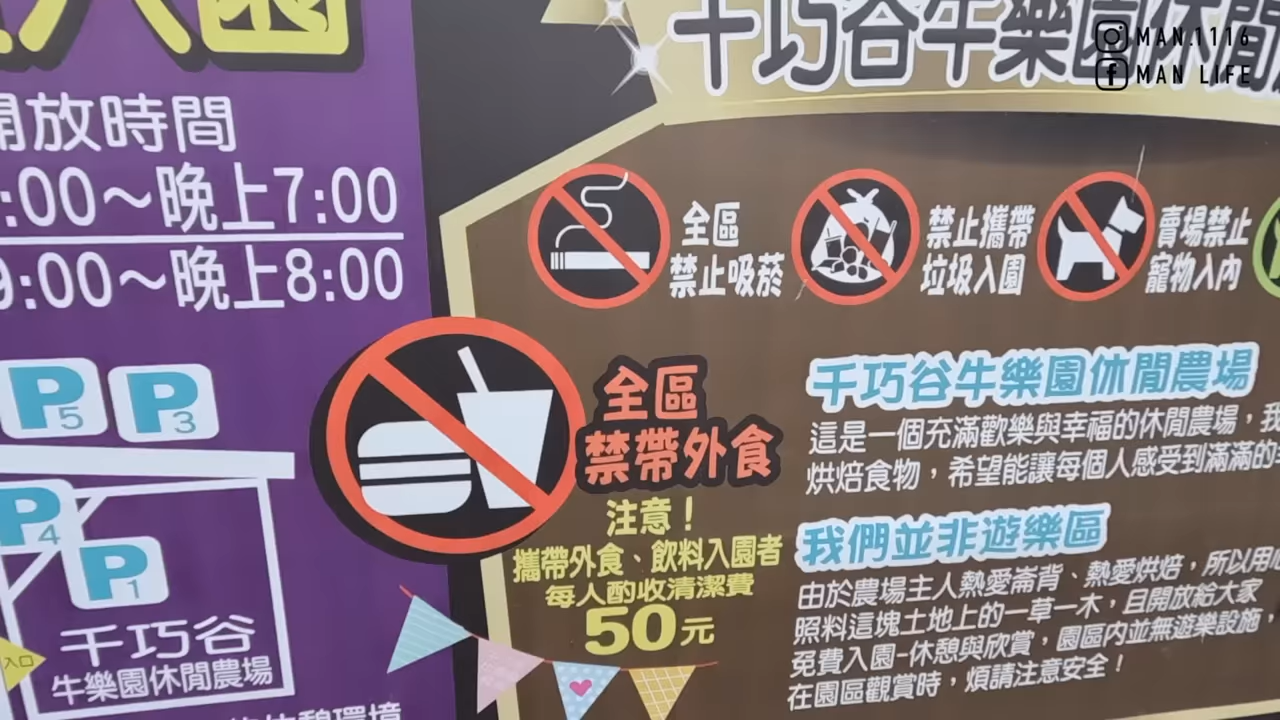 入園
開放時間
:00～晚上7:00
9:00～晚上8:00
P5
P3
P4
P1
入口
千巧谷
牛樂園休閒農場
千巧谷牛樂園休閒
MAN.1116
MAN LIFE
全區
禁止吸菸
禁止攜帶
垃圾入園
賣場禁止
寵物入內
全區
禁帶外食
注意！
攜帶外食、飲料入園者
每人酌收清潔費
50元
千巧谷牛樂園休閒農場
這是一個充滿歡樂與幸福的休閒農場，我
烘焙食物，希望能讓每個人感受到滿滿的
我們並非遊樂區
由於農場主人熱愛崙背、熱愛烘焙，所以用心
照料這塊土地上的一草一木，且開放給大家
免費入園-休憩與欣賞，園區內並無遊樂設施，
在園區觀賞時，煩請注意安全！